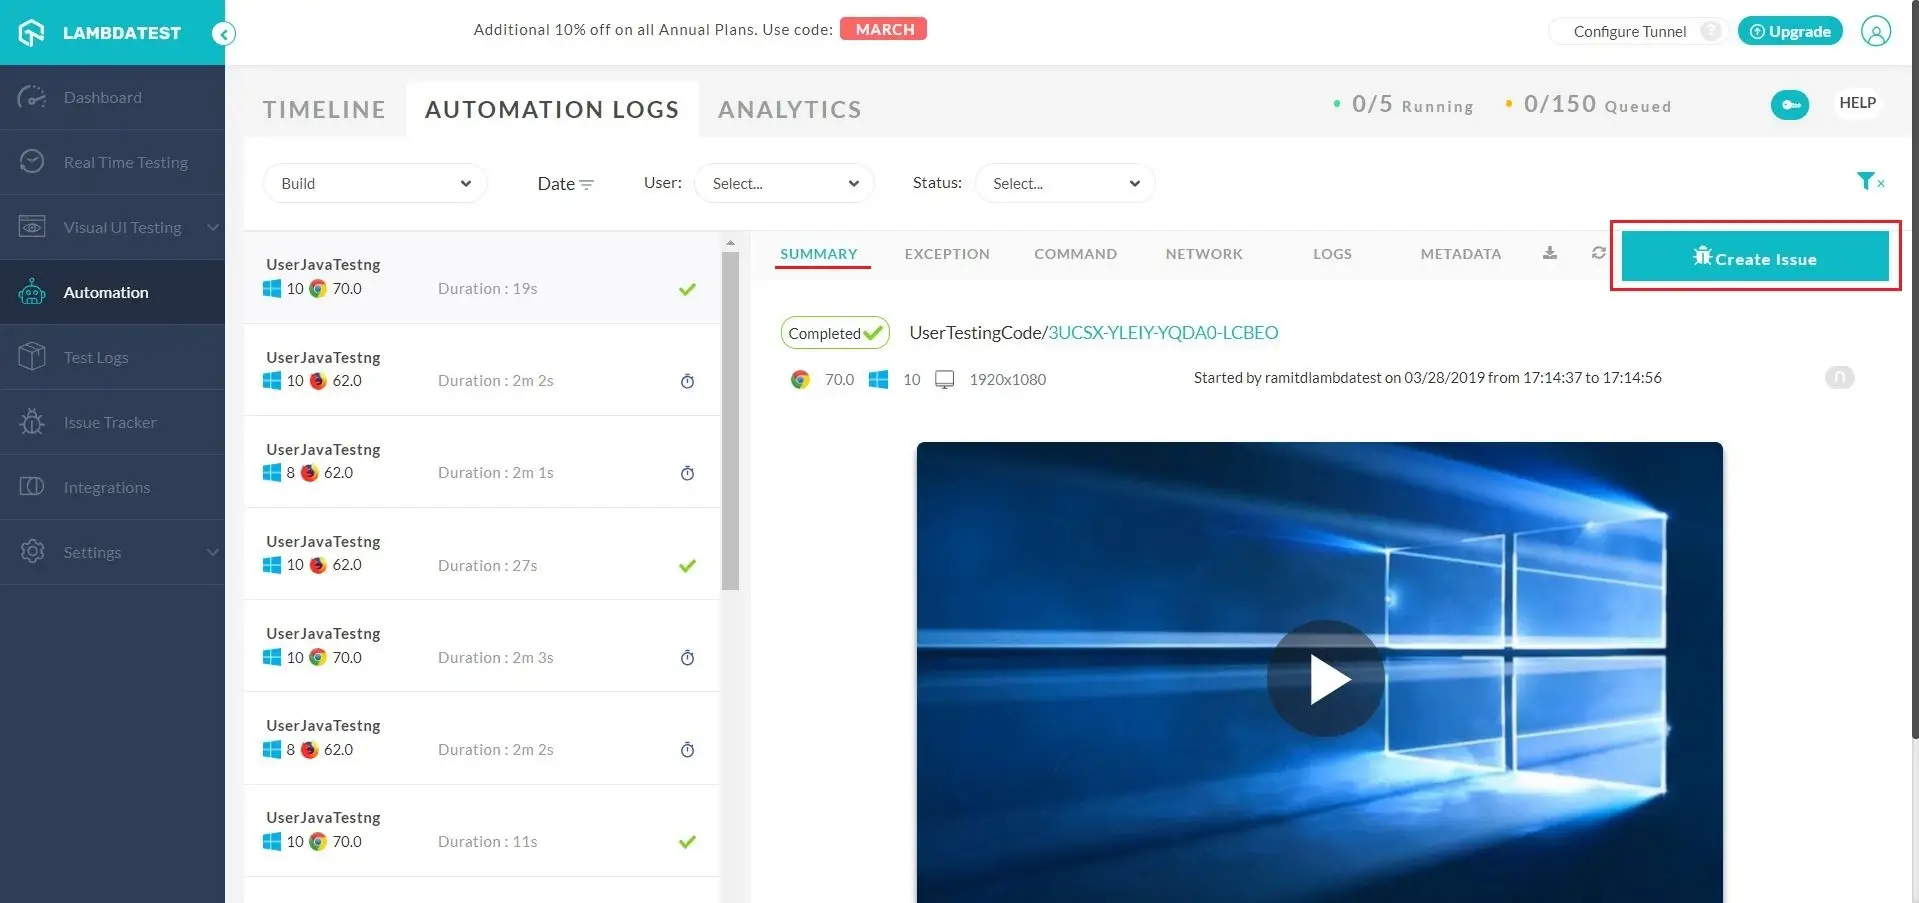 LAMBDATEST
Additional 10% off on all Annual Plans. Use code: MARCH
Configure Tunnel ?
Upgrade
Dashboard
Real Time Testing
Visual UI Testing
Automation
Test Logs
Issue Tracker
Integrations
Settings
TIMELINE AUTOMATION LOGS ANALYTICS
0/5 Running 0/150 Queued
HELP
Build Date User: Select... Status: Select...
UserJavaTestng
10 70.0 Duration : 19s
UserJavaTestng
10 62.0 Duration : 2m 2s
UserJavaTestng
8 62.0 Duration : 2m 1s
UserJavaTestng
10 62.0 Duration : 27s
UserJavaTestng
10 70.0 Duration : 2m 3s
UserJavaTestng
8 62.0 Duration : 2m 2s
UserJavaTestng
10 70.0 Duration : 11s
SUMMARY EXCEPTION COMMAND NETWORK LOGS METADATA
Create Issue
Completed UserTestingCode/3UCSX-YLEIY-YQDA0-LCBEO
70.0 10 1920x1080 Started by ramitdlambdatest on 03/28/2019 from 17:14:37 to 17:14:56